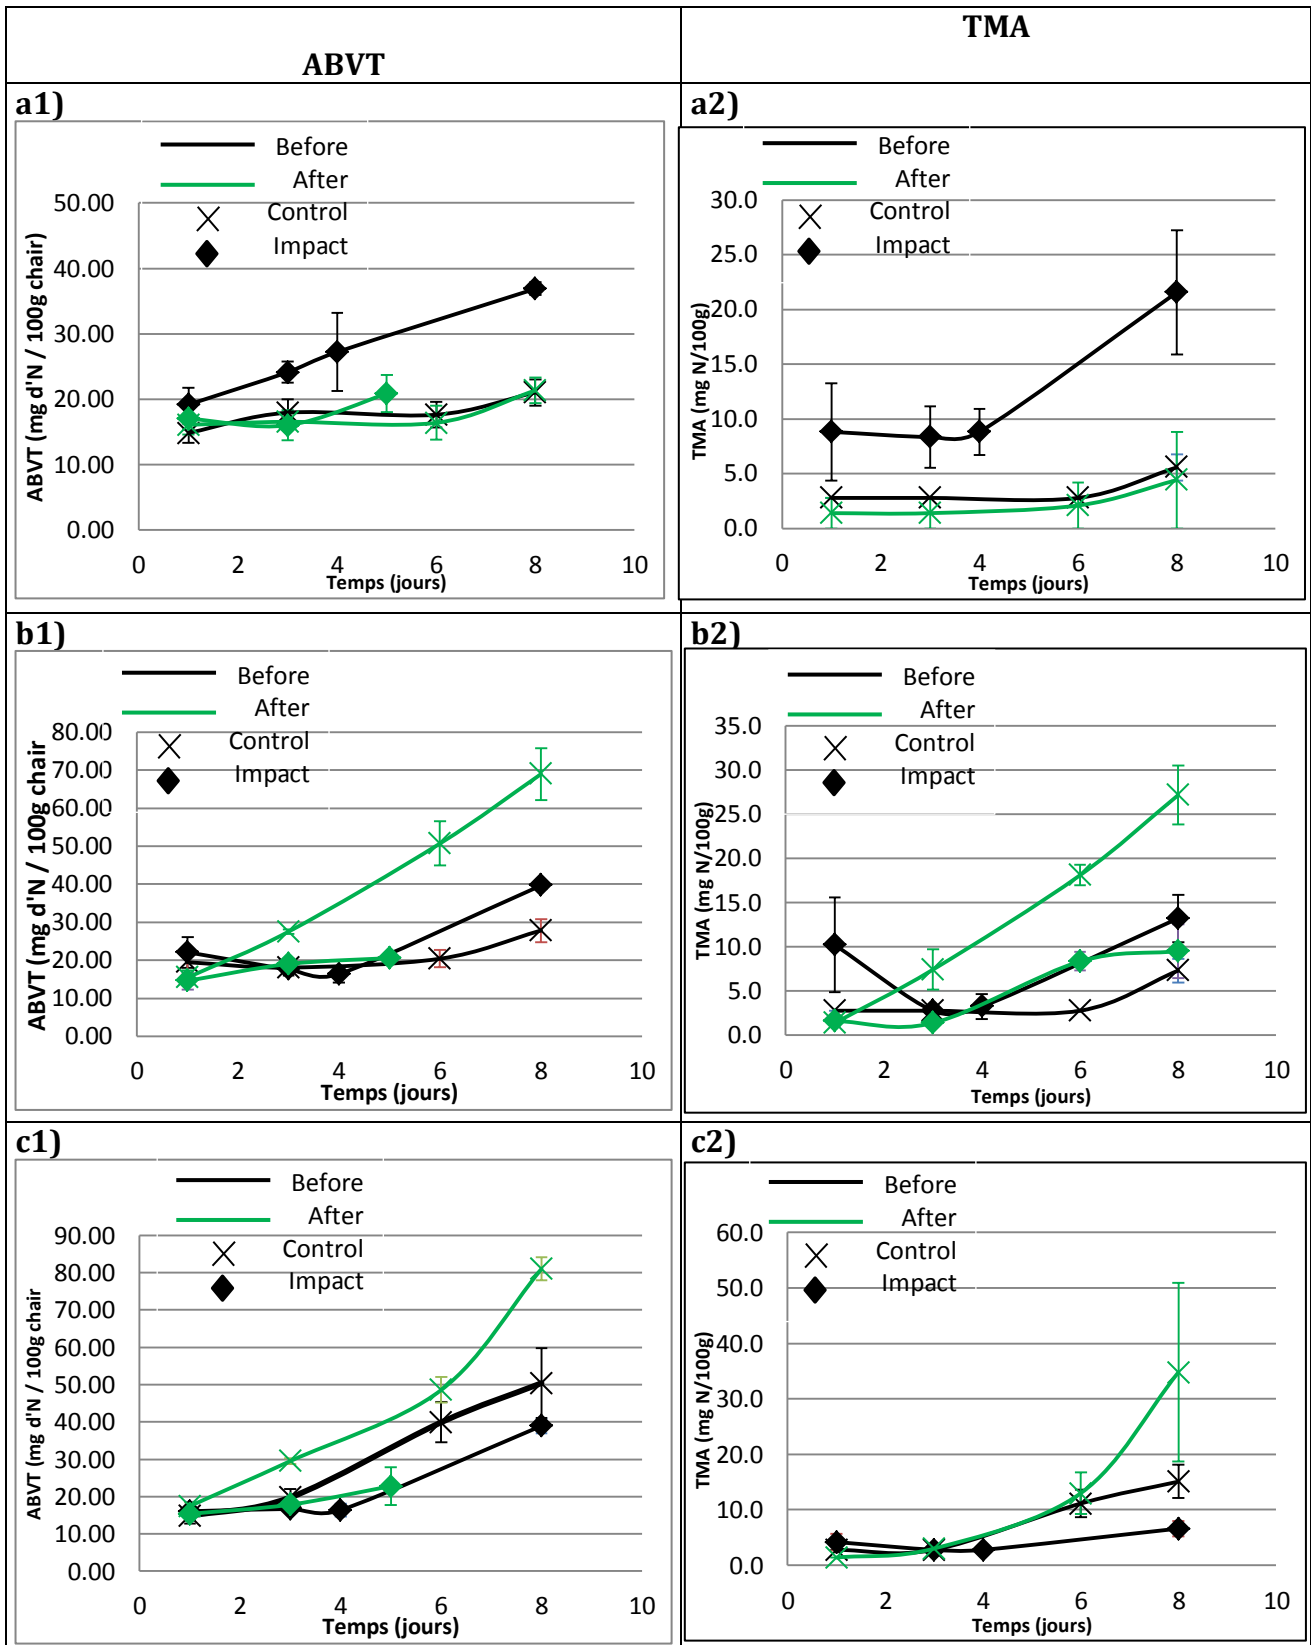 ABVT
TMA
a1)
Before
After
Control
Impact
50.00
40.00
30.00
20.00
10.00
0.00
ABVT (mg d'N / 100g chair)
0 2 4 6 8 10
Temps (jours)
a2)
Before
After
Control
Impact
30.0
25.0
20.0
15.0
10.0
5.0
0.0
TMA (mg N/100g)
0 2 4 6 8 10
Temps (jours)
b1)
Before
After
Control
Impact
80.00
70.00
60.00
50.00
40.00
30.00
20.00
10.00
0.00
ABVT (mg d'N / 100g chair
0 2 4 6 8 10
Temps (jours)
b2)
Before
After
Control
Impact
35.0
30.0
25.0
20.0
15.0
10.0
5.0
0.0
TMA (mg N/100g)
0 2 4 6 8 10
Temps (jours)
c1)
Before
After
Control
Impact
90.00
80.00
70.00
60.00
50.00
40.00
30.00
20.00
10.00
0.00
ABVT (mg d'N / 100g chair
0 2 4 6 8 10
Temps (jours)
c2)
Before
After
Control
Impact
60.0
50.0
40.0
30.0
20.0
10.0
0.0
TMA (mg N/100g)
0 2 4 6 8 10
Temps (jours)